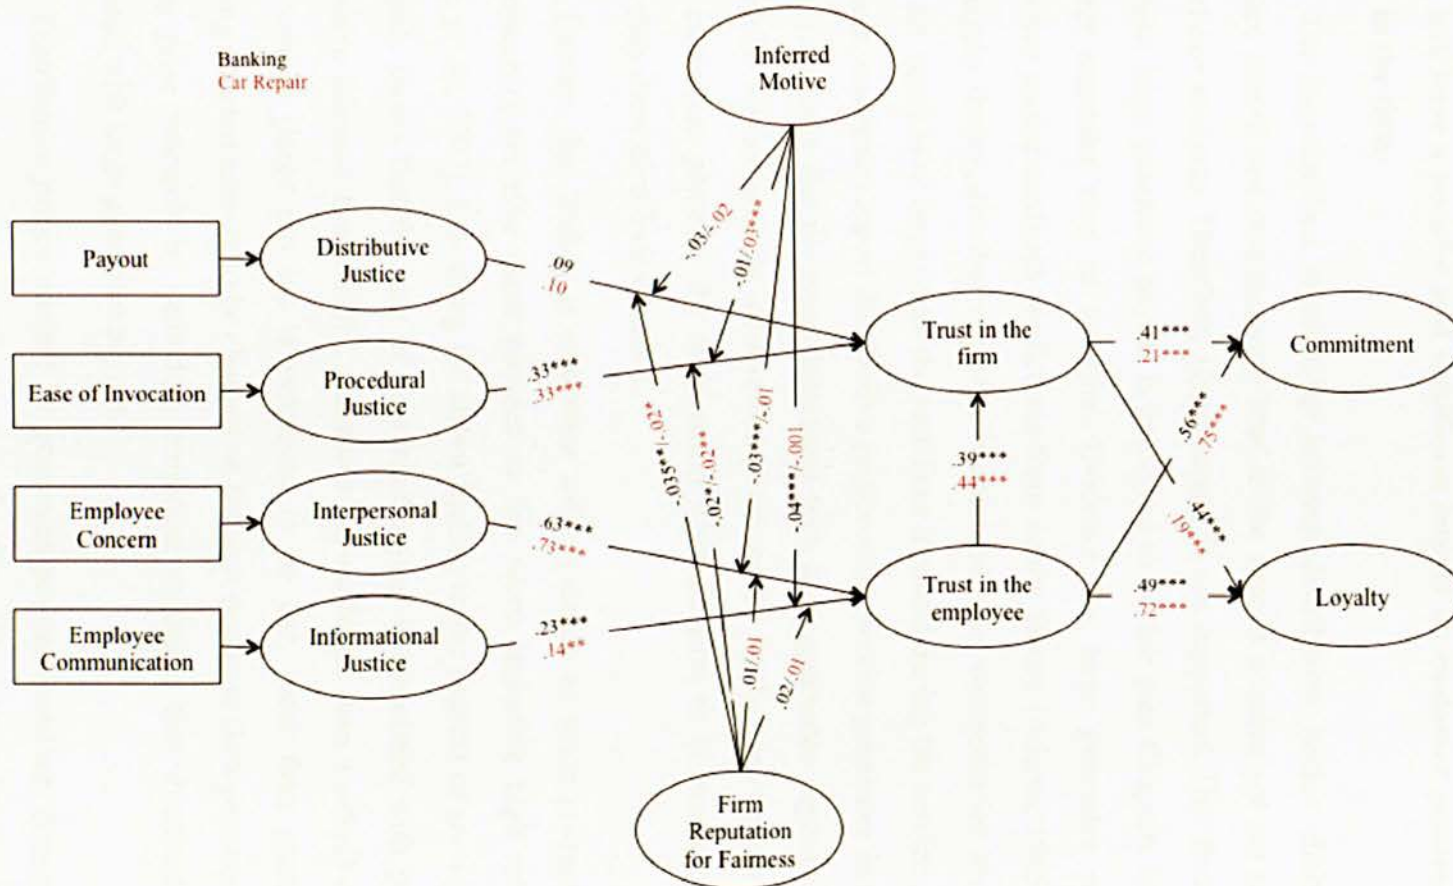 Banking
Car Repair
Inferred
Motive
Payout
Distributive
Justice
.09
.10
-.03/-.02
-.01/.03***
Ease of Invocation
Procedural
Justice
.33***
.33***
Trust in the
firm
.41***
.21***
Commitment
-.035**/-.02*
-.02*/-.02**
-.03***/-.01
-.04***/-.001
.39***
.44***
.56***
.75***
.44***
.19***
Employee
Concern
Interpersonal
Justice
.63***
.73***
Trust in the
employee
.49***
.72***
Loyalty
Employee
Communication
Informational
Justice
.23***
.14**
.01/.01
.02/.01
Firm
Reputation
for Fairness